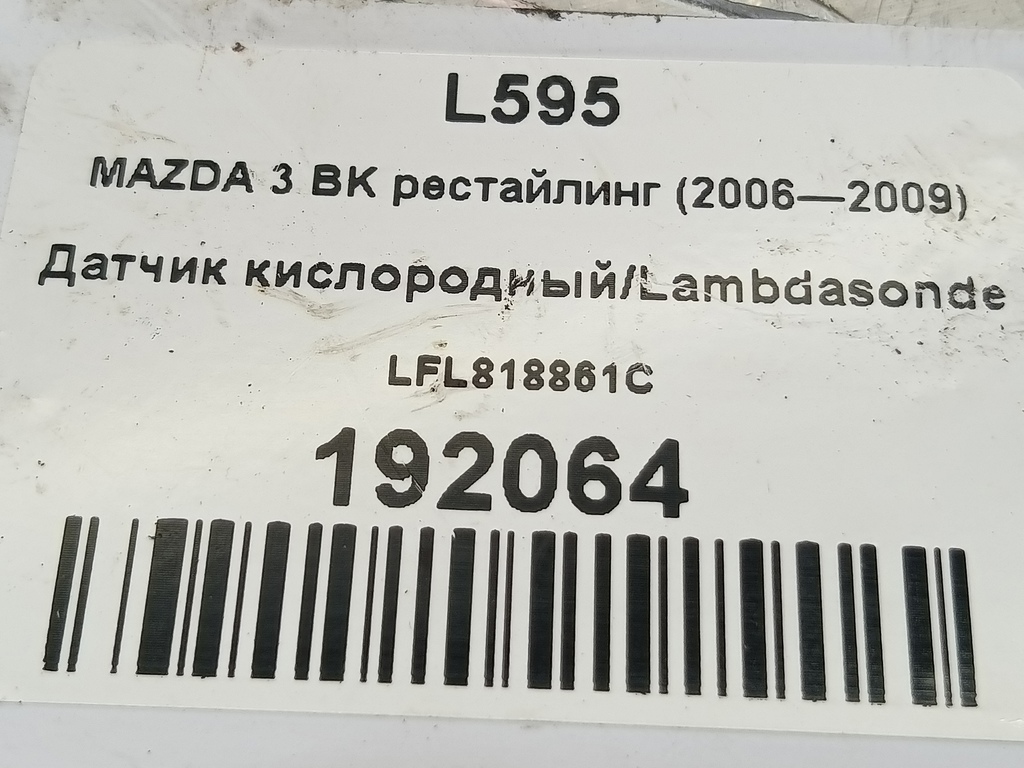 L595
MAZDA 3 BK рестайлинг (2006—2009)
Датчик кислородный/Lambdasonde
LFL818861C
192064